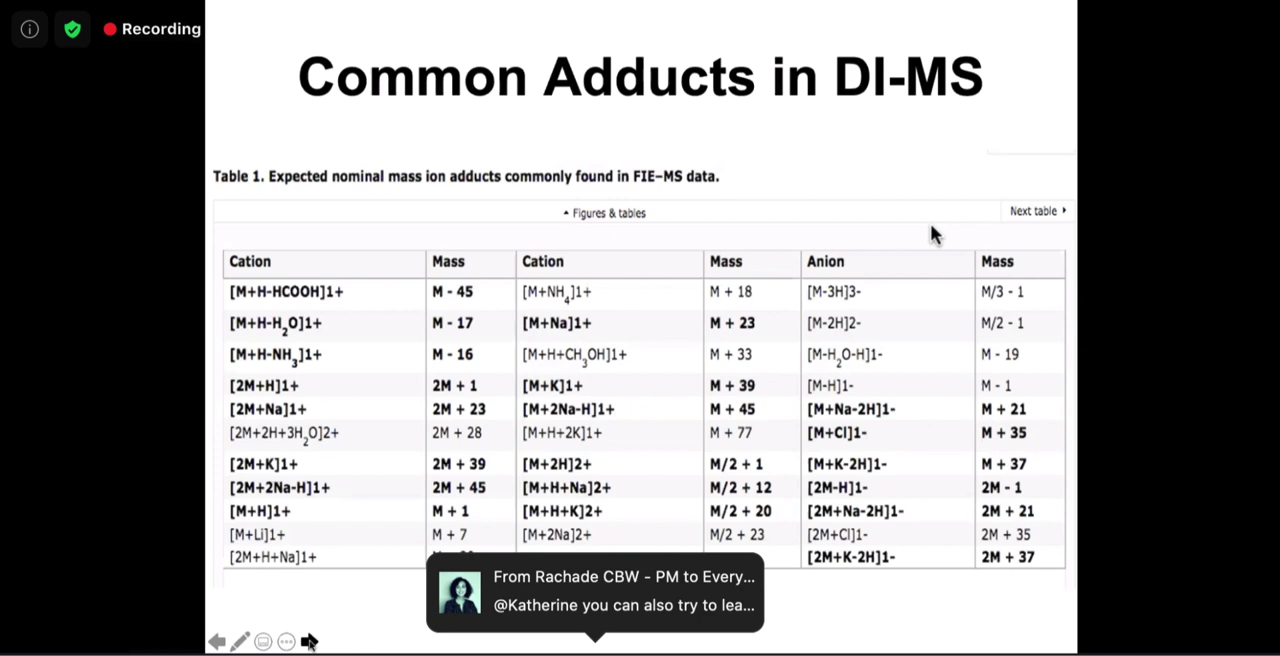 Recording
Common Adducts in DI-MS
Table 1. Expected nominal mass ion adducts commonly found in FIE–MS data.
Figures & tables
Next table
Cation Mass Cation Mass Anion Mass
[M+H-HCOOH]1+ M - 45 [M+NH4]1+ M + 18 [M-3H]3- M/3 - 1
[M+H-H2O]1+ M - 17 [M+Na]1+ M + 23 [M-2H]2- M/2 - 1
[M+H-NH3]1+ M - 16 [M+H+CH3OH]1+ M + 33 [M-H2O-H]1- M - 19
[2M+H]1+ 2M + 1 [M+K]1+ M + 39 [M-H]1- M - 1
[2M+Na]1+ 2M + 23 [M+2Na-H]1+ M + 45 [M+Na-2H]1- M + 21
[2M+2H+3H2O]2+ 2M + 28 [M+H+2K]1+ M + 77 [M+Cl]1- M + 35
[2M+K]1+ 2M + 39 [M+2H]2+ M/2 + 1 [M+K-2H]1- M + 37
[2M+2Na-H]1+ 2M + 45 [M+H+Na]2+ M/2 + 12 [2M-H]1- 2M - 1
[M+H]1+ M + 1 [M+H+K]2+ M/2 + 20 [2M+Na-2H]1- 2M + 21
[M+Li]1+ M + 7 [M+2Na]2+ M/2 + 23 [2M+Cl]1- 2M + 35
[2M+H+Na]1+ [2M+K-2H]1- 2M + 37
From Rachade CBW - PM to Every...
@Katherine you can also try to lea...